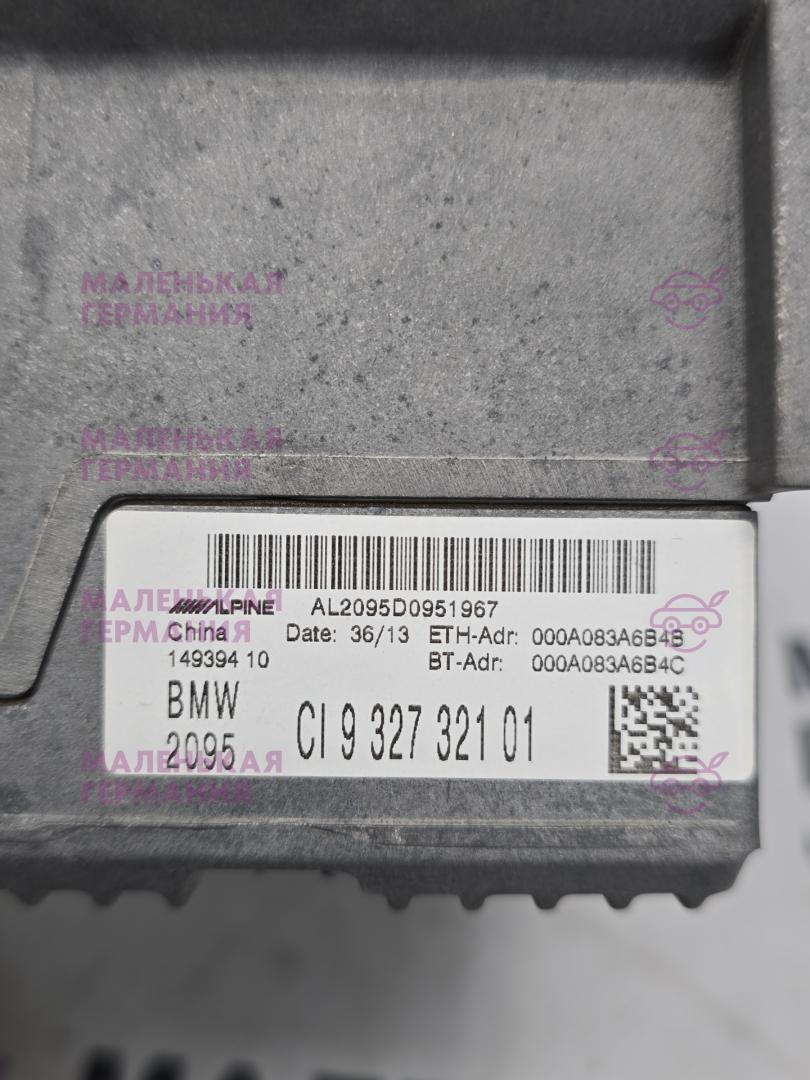 МАЛЕНЬКАЯ
ГЕРМАНИЯ
МАЛЕНЬКАЯ
ГЕРМАНИЯ
МАЛЕНЬКАЯ
ГЕРМАНИЯ
ALPINE AL2095D0951967
China Date: 36/13 ETH-Adr: 000A083A6B4B
149394 10 BT-Adr: 000A083A6B4C
BMW
2095 CI 9 327 321 01
МАЛЕНЬКАЯ
ГЕРМАНИЯ